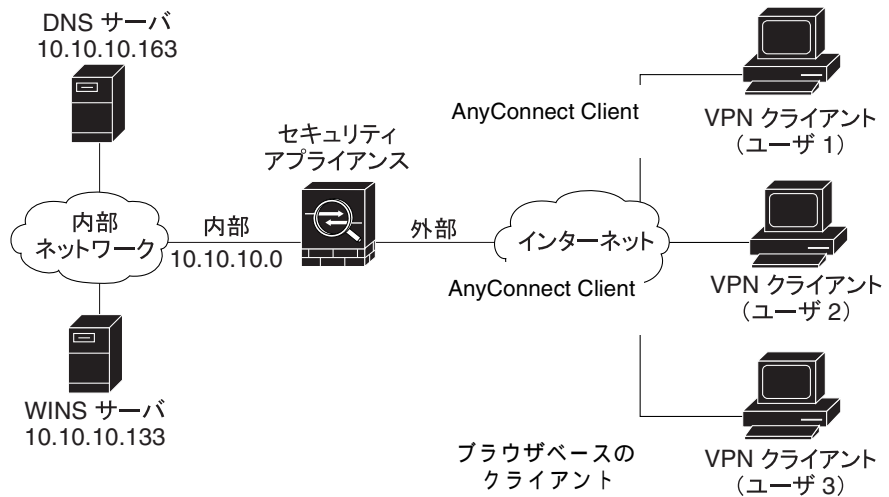 DNS サーバ
10.10.10.163
セキュリティ
アプライアンス
AnyConnect Client
VPN クライアント
（ユーザ 1）
内部
ネットワーク
内部
10.10.10.0
外部
インターネット
AnyConnect Client
VPN クライアント
（ユーザ 2）
WINS サーバ
10.10.10.133
ブラウザベースの
クライアント
VPN クライアント
（ユーザ 3）